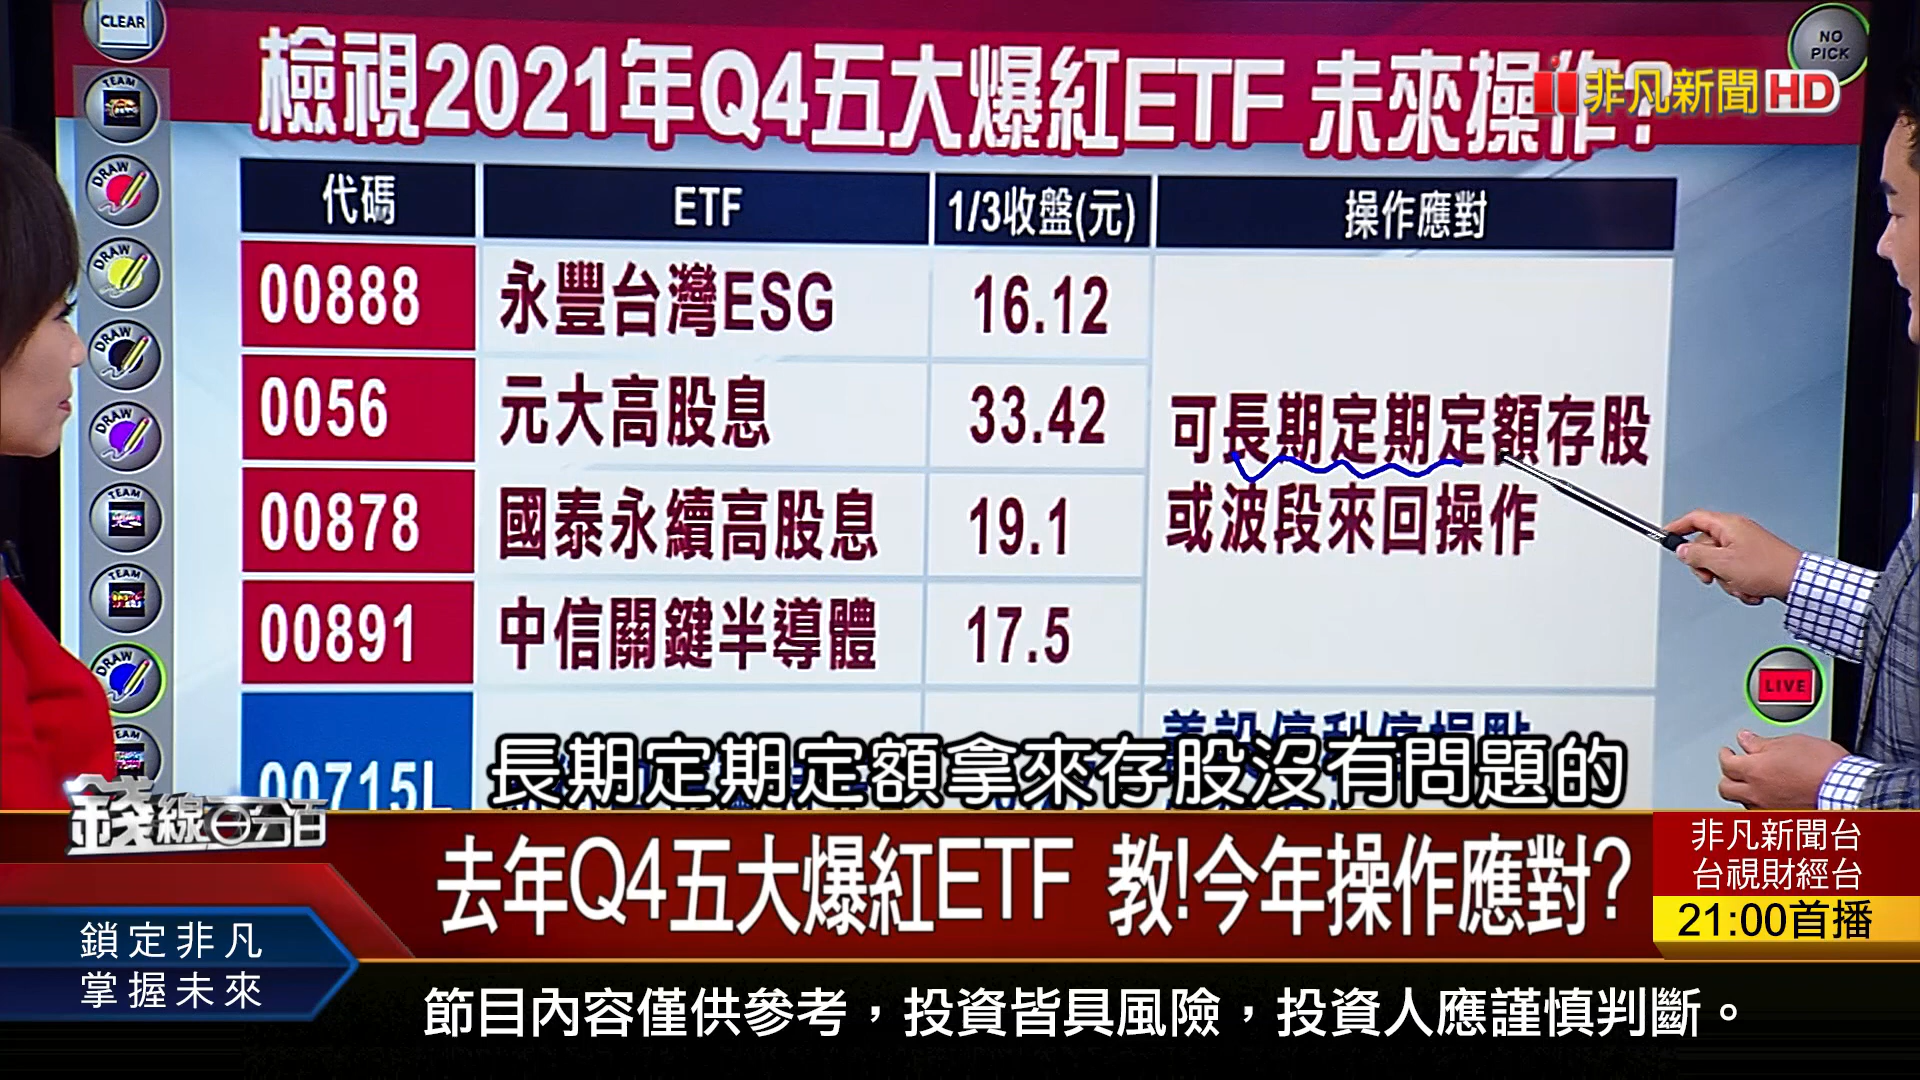 CLEAR
NO PICK
檢視2021年Q4五大爆紅ETF 未來操作?
非凡新聞HD
TEAM
DRAW
DRAW
DRAW
DRAW
TEAM
TEAM
DRAW
TEAM
代碼 ETF 1/3收盤(元) 操作應對
00888 永豐台灣ESG 16.12
0056 元大高股息 33.42
00878 國泰永續高股息 19.1
00891 中信關鍵半導體 17.5
可長期定期定額存股
或波段來回操作
LIVE
00715L
長期定期定額拿來存股沒有問題的
錢線百分百
去年Q4五大爆紅ETF 教!今年操作應對?
非凡新聞台
台視財經台
21:00首播
鎖定非凡
掌握未來
節目內容僅供參考，投資皆具風險，投資人應謹慎判斷。